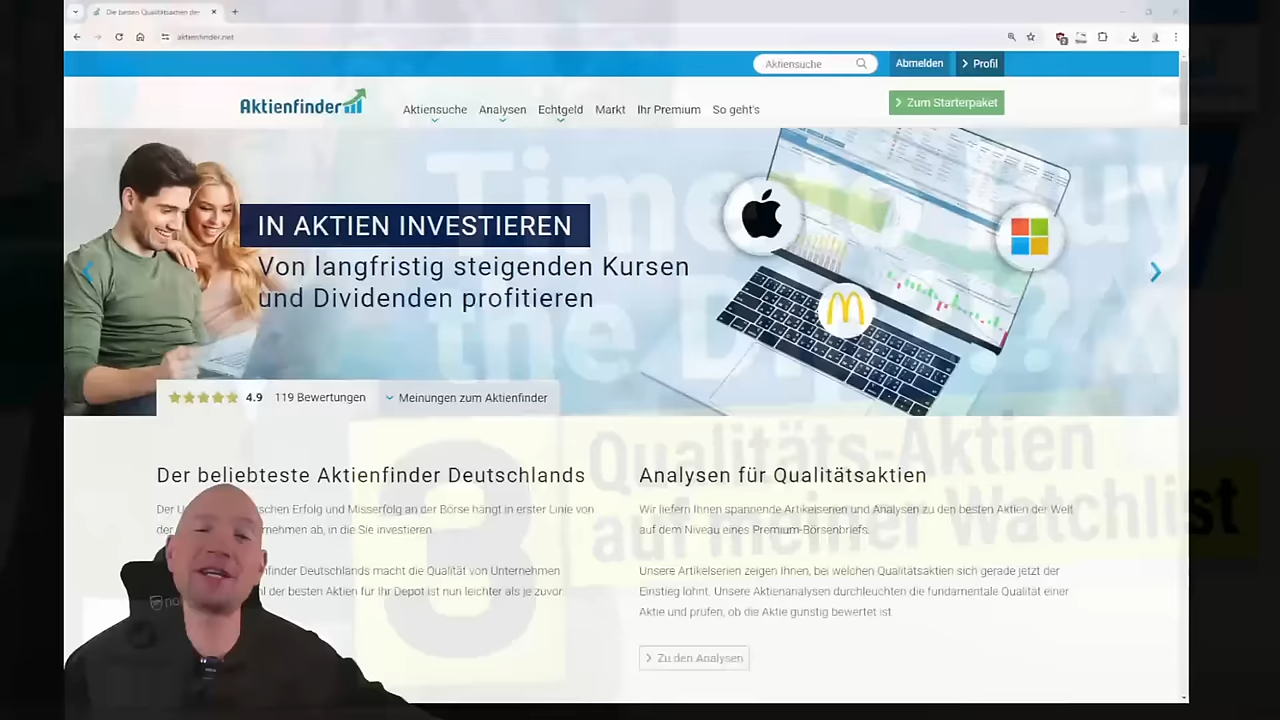 Die besten Qualitätsaktien der
aktienfinder.net
Aktiensuche
Abmelden
Profil
Aktienfinder
Aktiensuche
Analysen
Echtgeld
Markt
Ihr Premium
So geht's
Zum Starterpaket
Time to Buy
the D
IN AKTIEN INVESTIEREN
Von langfristig steigenden Kursen
und Dividenden profitieren
4.9 119 Bewertungen
Meinungen zum Aktienfinder
3
Qualitäts-Aktien
auf meiner Watchlist
Der beliebteste Aktienfinder Deutschlands
Der schen Erfolg und Misserfolg an der Börse hängt in erster Linie von
der nehmen ab, in die Sie investieren.
finder Deutschlands macht die Qualität von Unternehmen
l der besten Aktien für Ihr Depot ist nun leichter als je zuvor.
Analysen für Qualitätsaktien
Wir liefern Ihnen spannende Artikelserien und Analysen zu den besten Aktien der Welt
auf dem Niveau eines Premium-Börsenbriefs.
Unsere Artikelserien zeigen Ihnen, bei welchen Qualitätsaktien sich gerade jetzt der
Einstieg lohnt. Unsere Aktienanalysen durchleuchten die fundamentale Qualität einer
Aktie und prüfen, ob die Aktie günstig bewertet ist.
Zu den Analysen